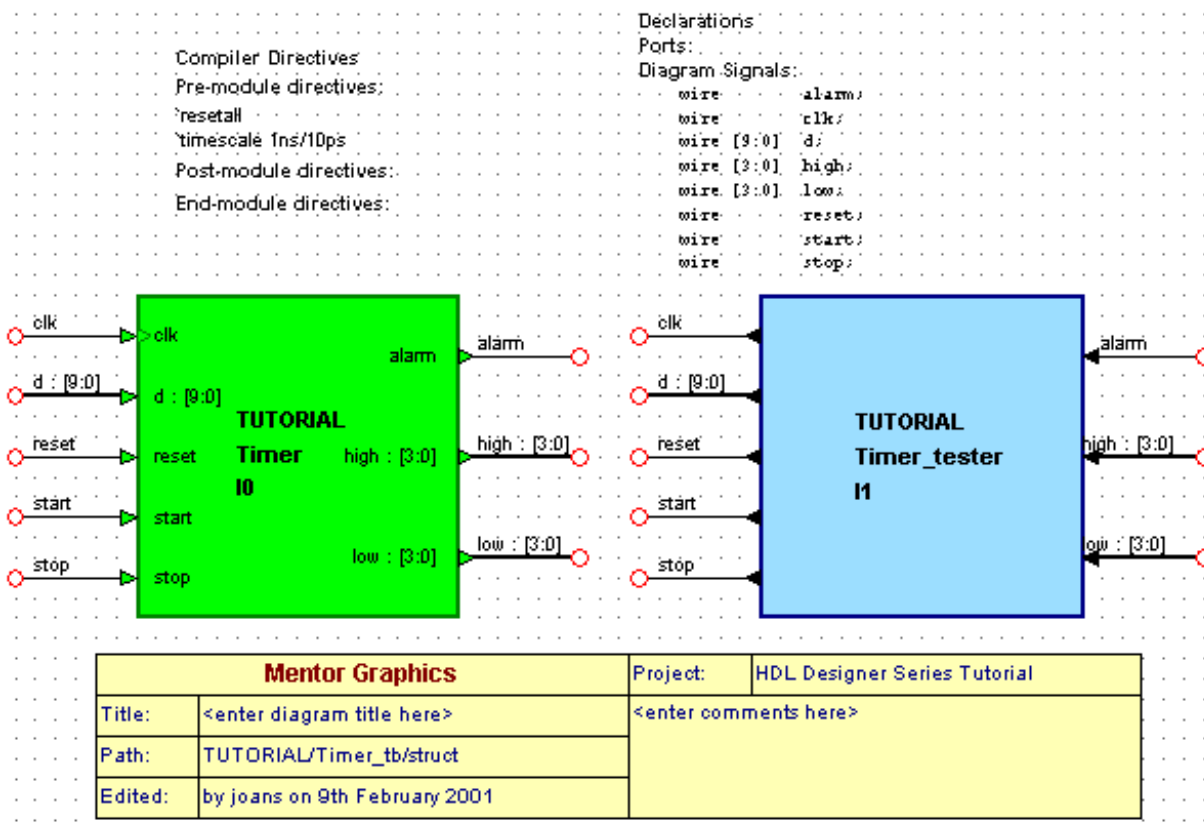 Compiler Directives
Pre-module directives:
`resetall
`timescale 1ns/10ps
Post-module directives:
End-module directives:
Declarations
Ports:
Diagram Signals:
wire alarm;
wire clk;
wire [9:0] d;
wire [3:0] high;
wire [3:0] low;
wire reset;
wire start;
wire stop;
clk
d : [9:0]
reset
start
stop
clk
d : [9:0]
reset
start
stop
TUTORIAL
Timer
I0
alarm
high : [3:0]
low : [3:0]
alarm
high : [3:0]
low : [3:0]
clk
d : [9:0]
reset
start
stop
TUTORIAL
Timer_tester
I1
alarm
high : [3:0]
low : [3:0]
Mentor Graphics
Title: <enter diagram title here>
Path: TUTORIAL/Timer_tb/struct
Edited: by joans on 9th February 2001
Project: HDL Designer Series Tutorial
<enter comments here>